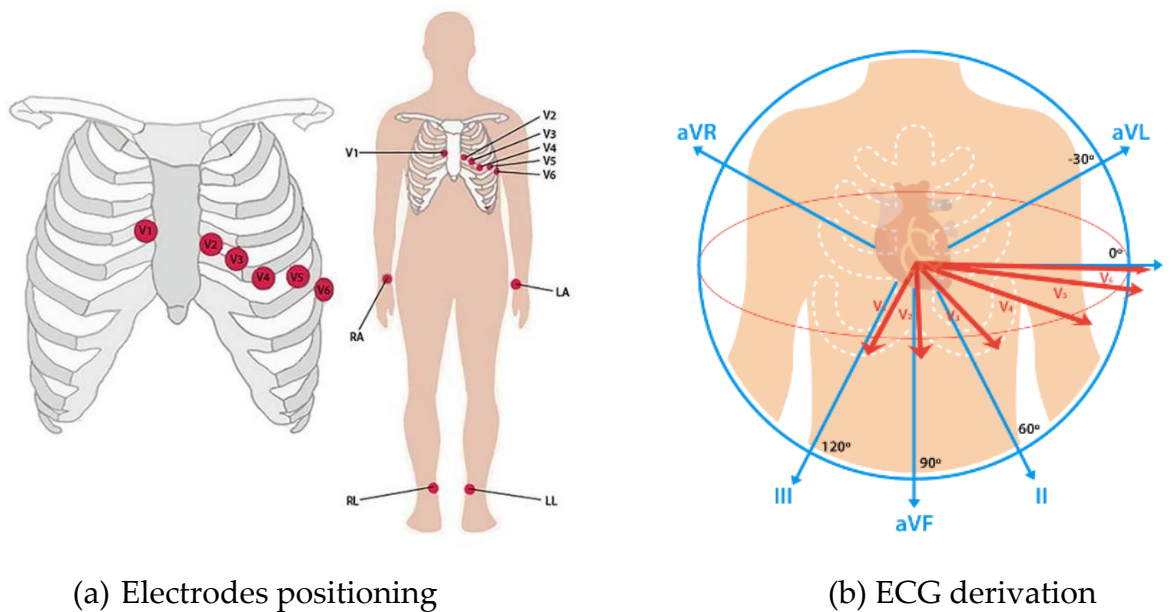 V1
V2
V3
V4
V5
V6
V2
V3
V4
V5
V6
V1
RA
LA
RL
LL
aVR
aVL
-30º
0º
V₂
V₃
V₄
V₅
V₆
120º
90º
60º
III
aVF
II
(a) Electrodes positioning
(b) ECG derivation